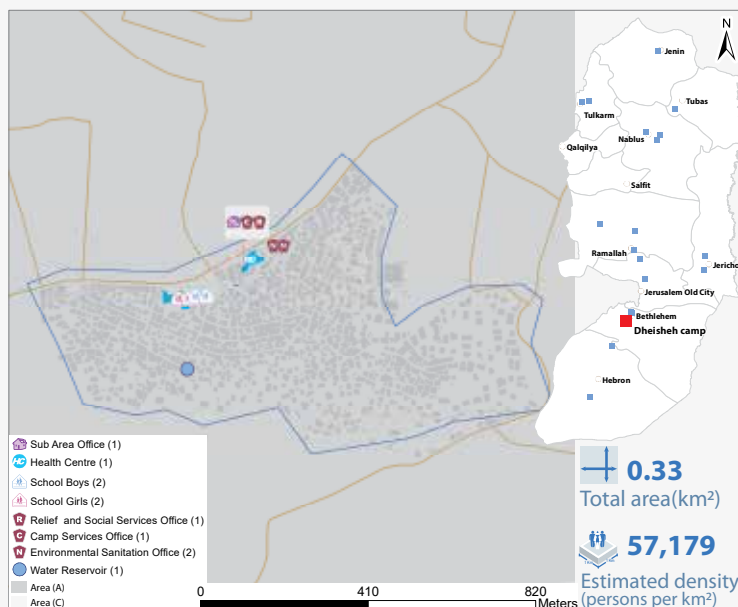 N
Jenin
Tubas
Tulkarm
Nablus
Qalqilya
Salfit
Ramallah
Jericho
Jerusalem Old City
Bethlehem
Dheisheh camp
Hebron
Sub Area Office (1)
HC Health Centre (1)
School Boys (2)
School Girls (2)
R Relief and Social Services Office (1)
C Camp Services Office (1)
N Environmental Sanitation Office (2)
Water Reservoir (1)
Area (A)
Area (C)
0 410 820
Meters
0.33
Total area(km²)
57,179
Estimated density
(persons per km²)